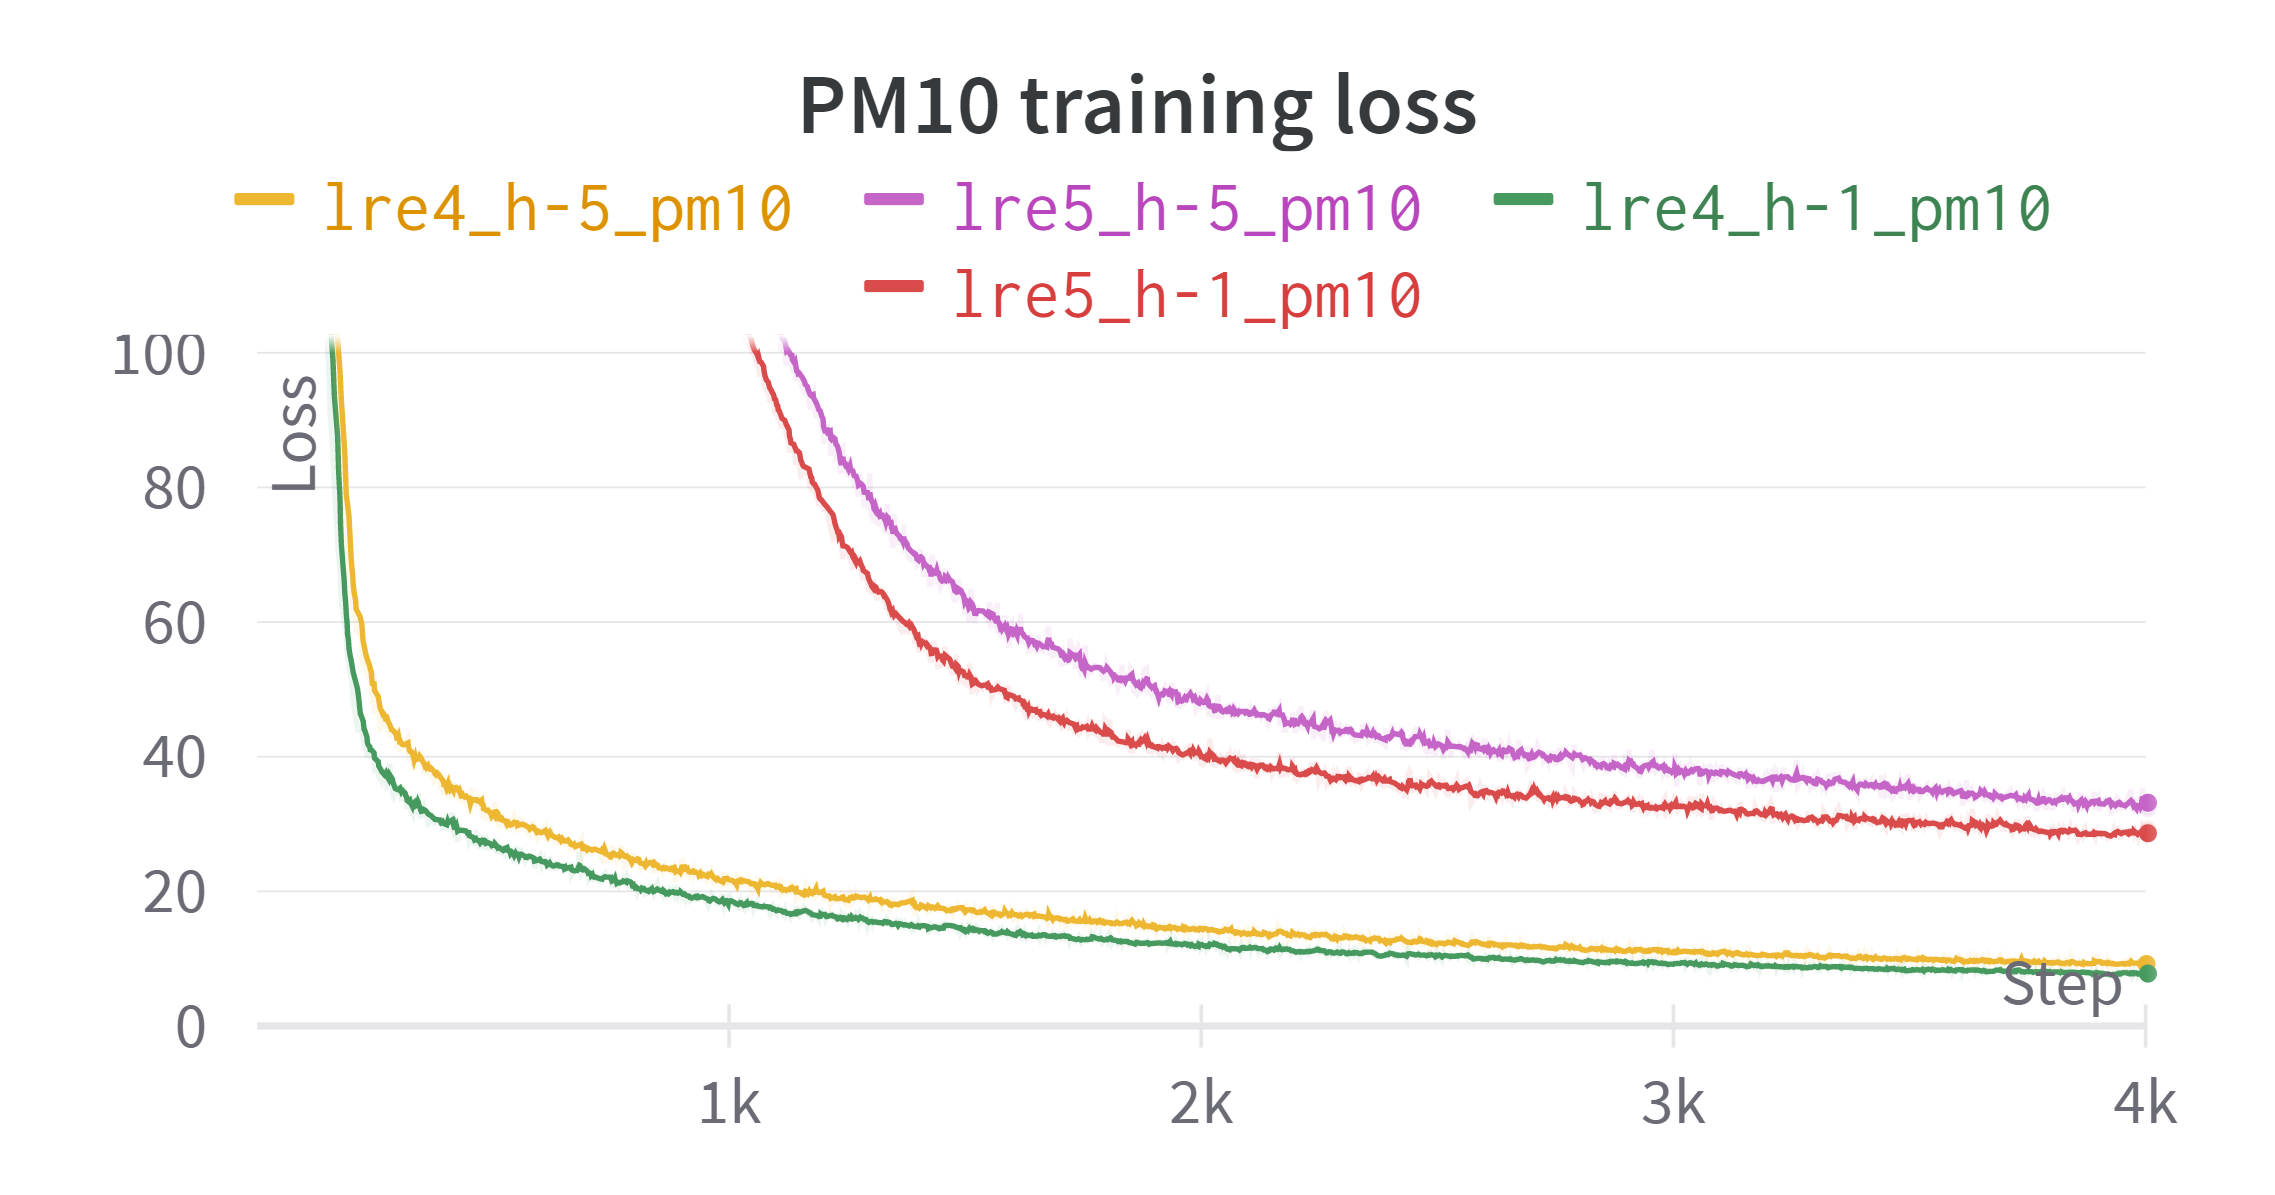 PM10 training loss
lre4_h-5_pm10 lre5_h-5_pm10 lre4_h-1_pm10
lre5_h-1_pm10
100
Loss
80
60
40
20
Step
0
1k 2k 3k 4k